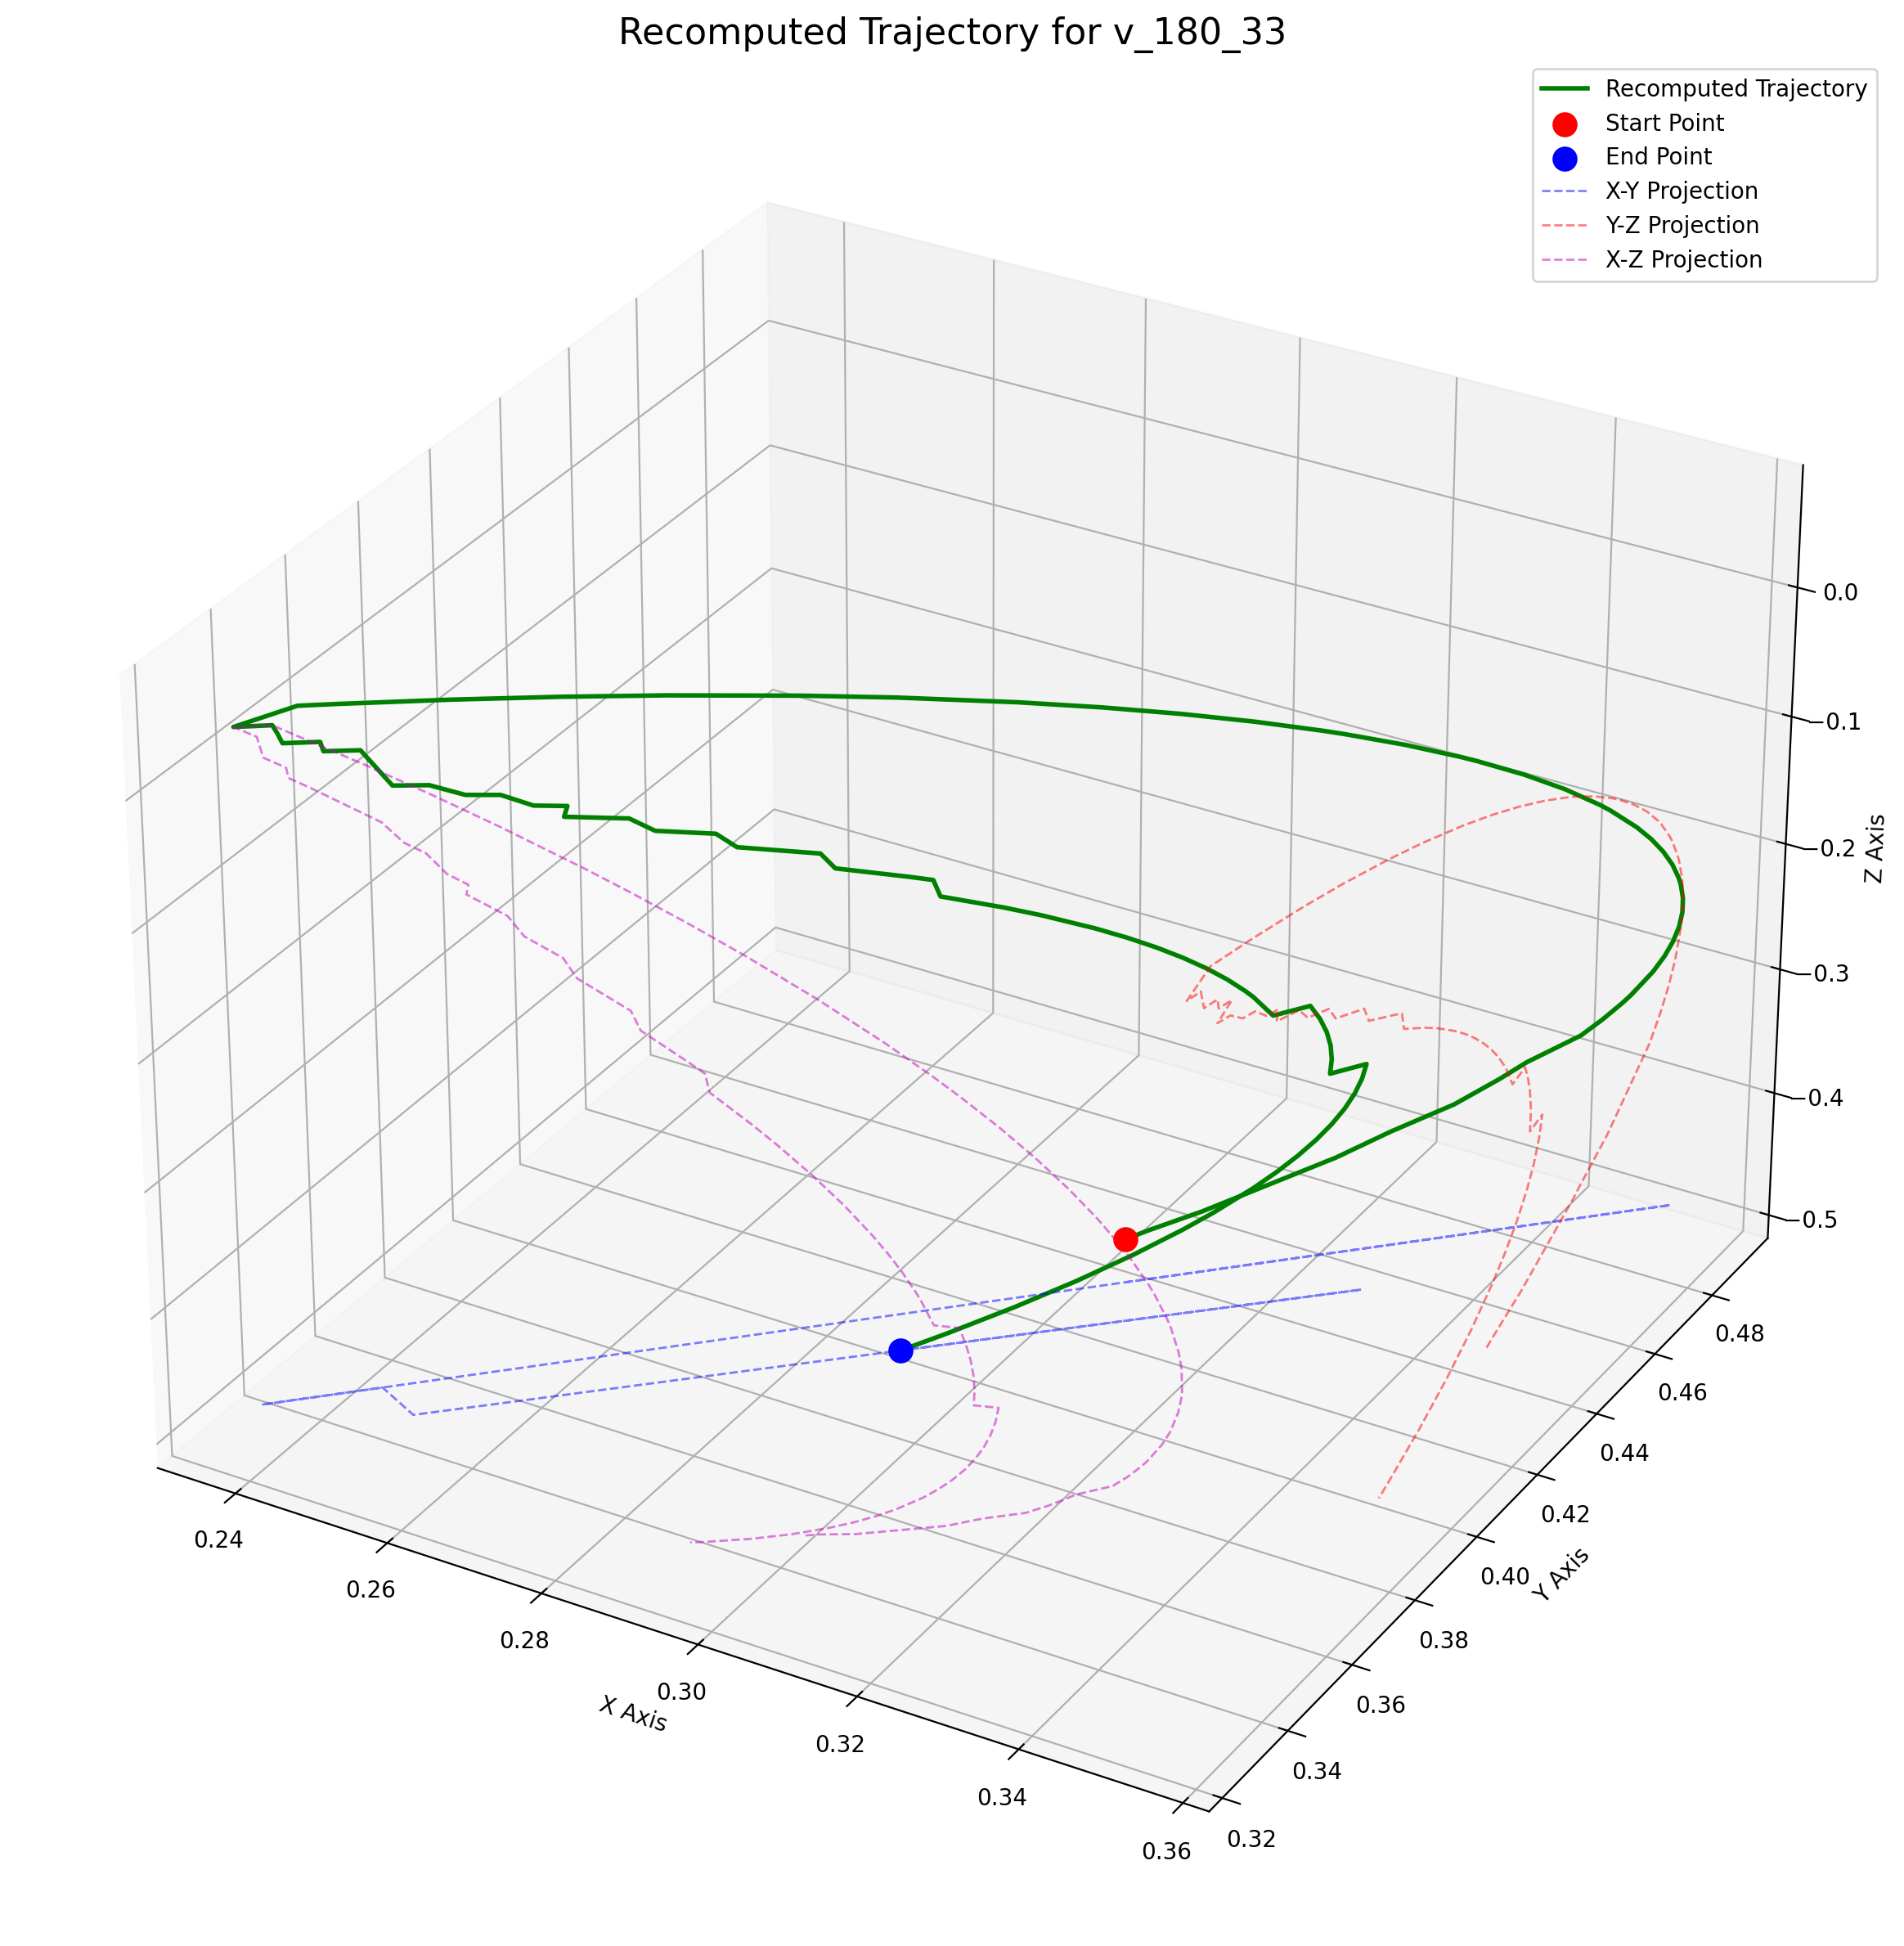 Recomputed Trajectory for v_180_33
Recomputed Trajectory
Start Point
End Point
X-Y Projection
Y-Z Projection
X-Z Projection
0.0
−0.1
−0.2
−0.3
−0.4
−0.5
Z Axis
0.48
0.46
0.44
0.42
0.40
0.38
0.36
0.34
0.32
Y Axis
0.24
0.26
0.28
0.30
0.32
0.34
0.36
X Axis